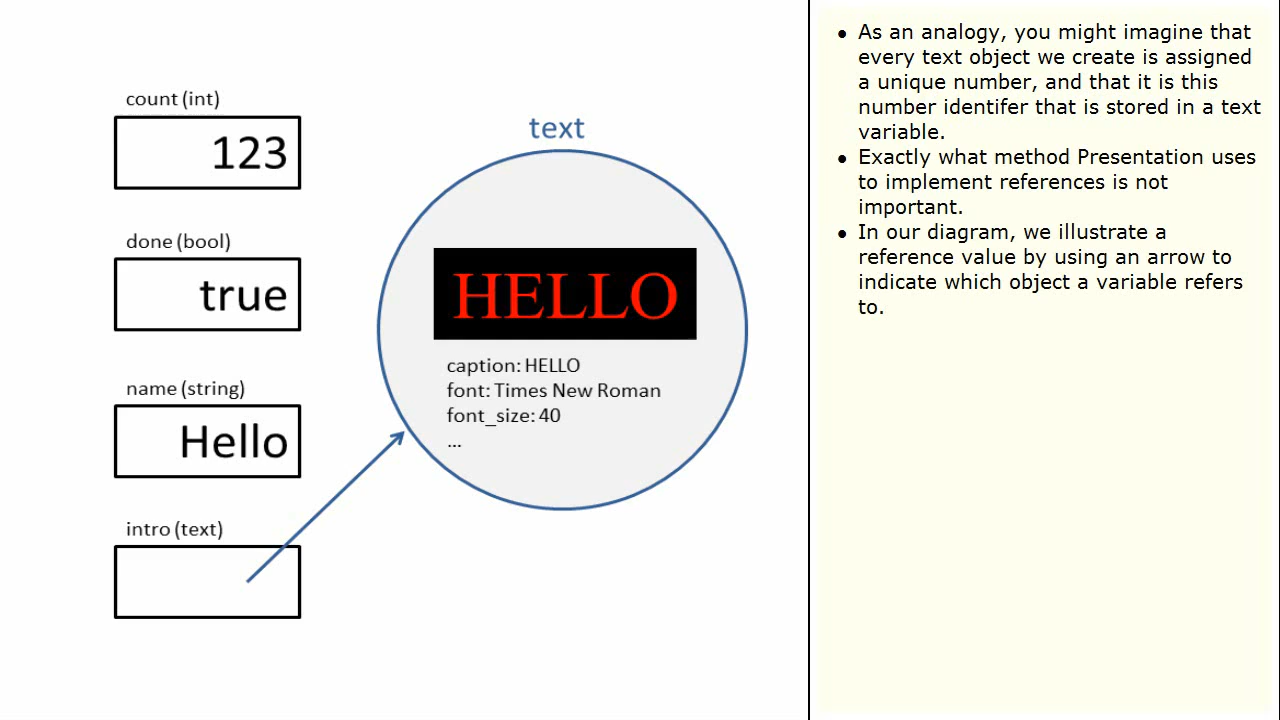 count (int)
123
done (bool)
true
name (string)
Hello
intro (text)
text
HELLO
caption: HELLO
font: Times New Roman
font_size: 40
...
• As an analogy, you might imagine that
every text object we create is assigned
a unique number, and that it is this
number identifer that is stored in a text
variable.
• Exactly what method Presentation uses
to implement references is not
important.
• In our diagram, we illustrate a
reference value by using an arrow to
indicate which object a variable refers
to.